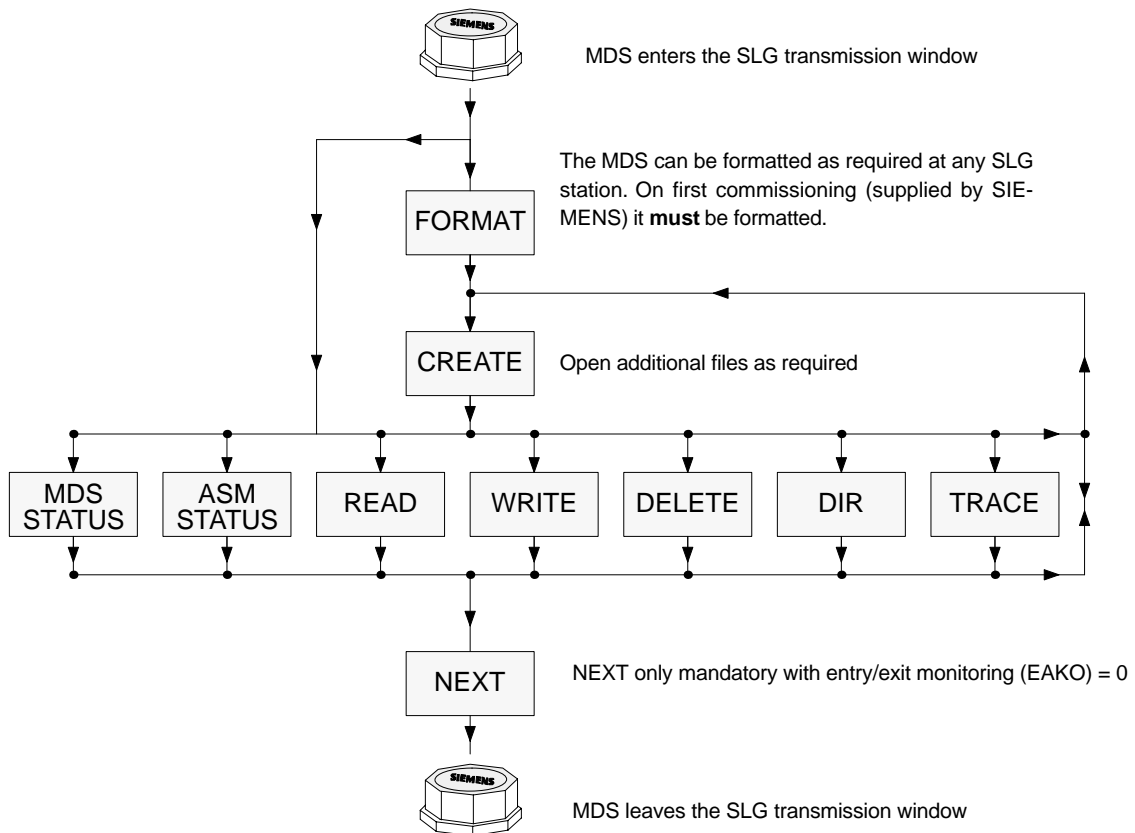 SIEMENS
MDS enters the SLG transmission window
The MDS can be formatted as required at any SLG
station. On first commissioning (supplied by SIE-
MENS) it must be formatted.
FORMAT
CREATE
Open additional files as required
MDS
STATUS
ASM
STATUS
READ
WRITE
DELETE
DIR
TRACE
NEXT
NEXT only mandatory with entry/exit monitoring (EAKO) = 0
SIEMENS
MDS leaves the SLG transmission window